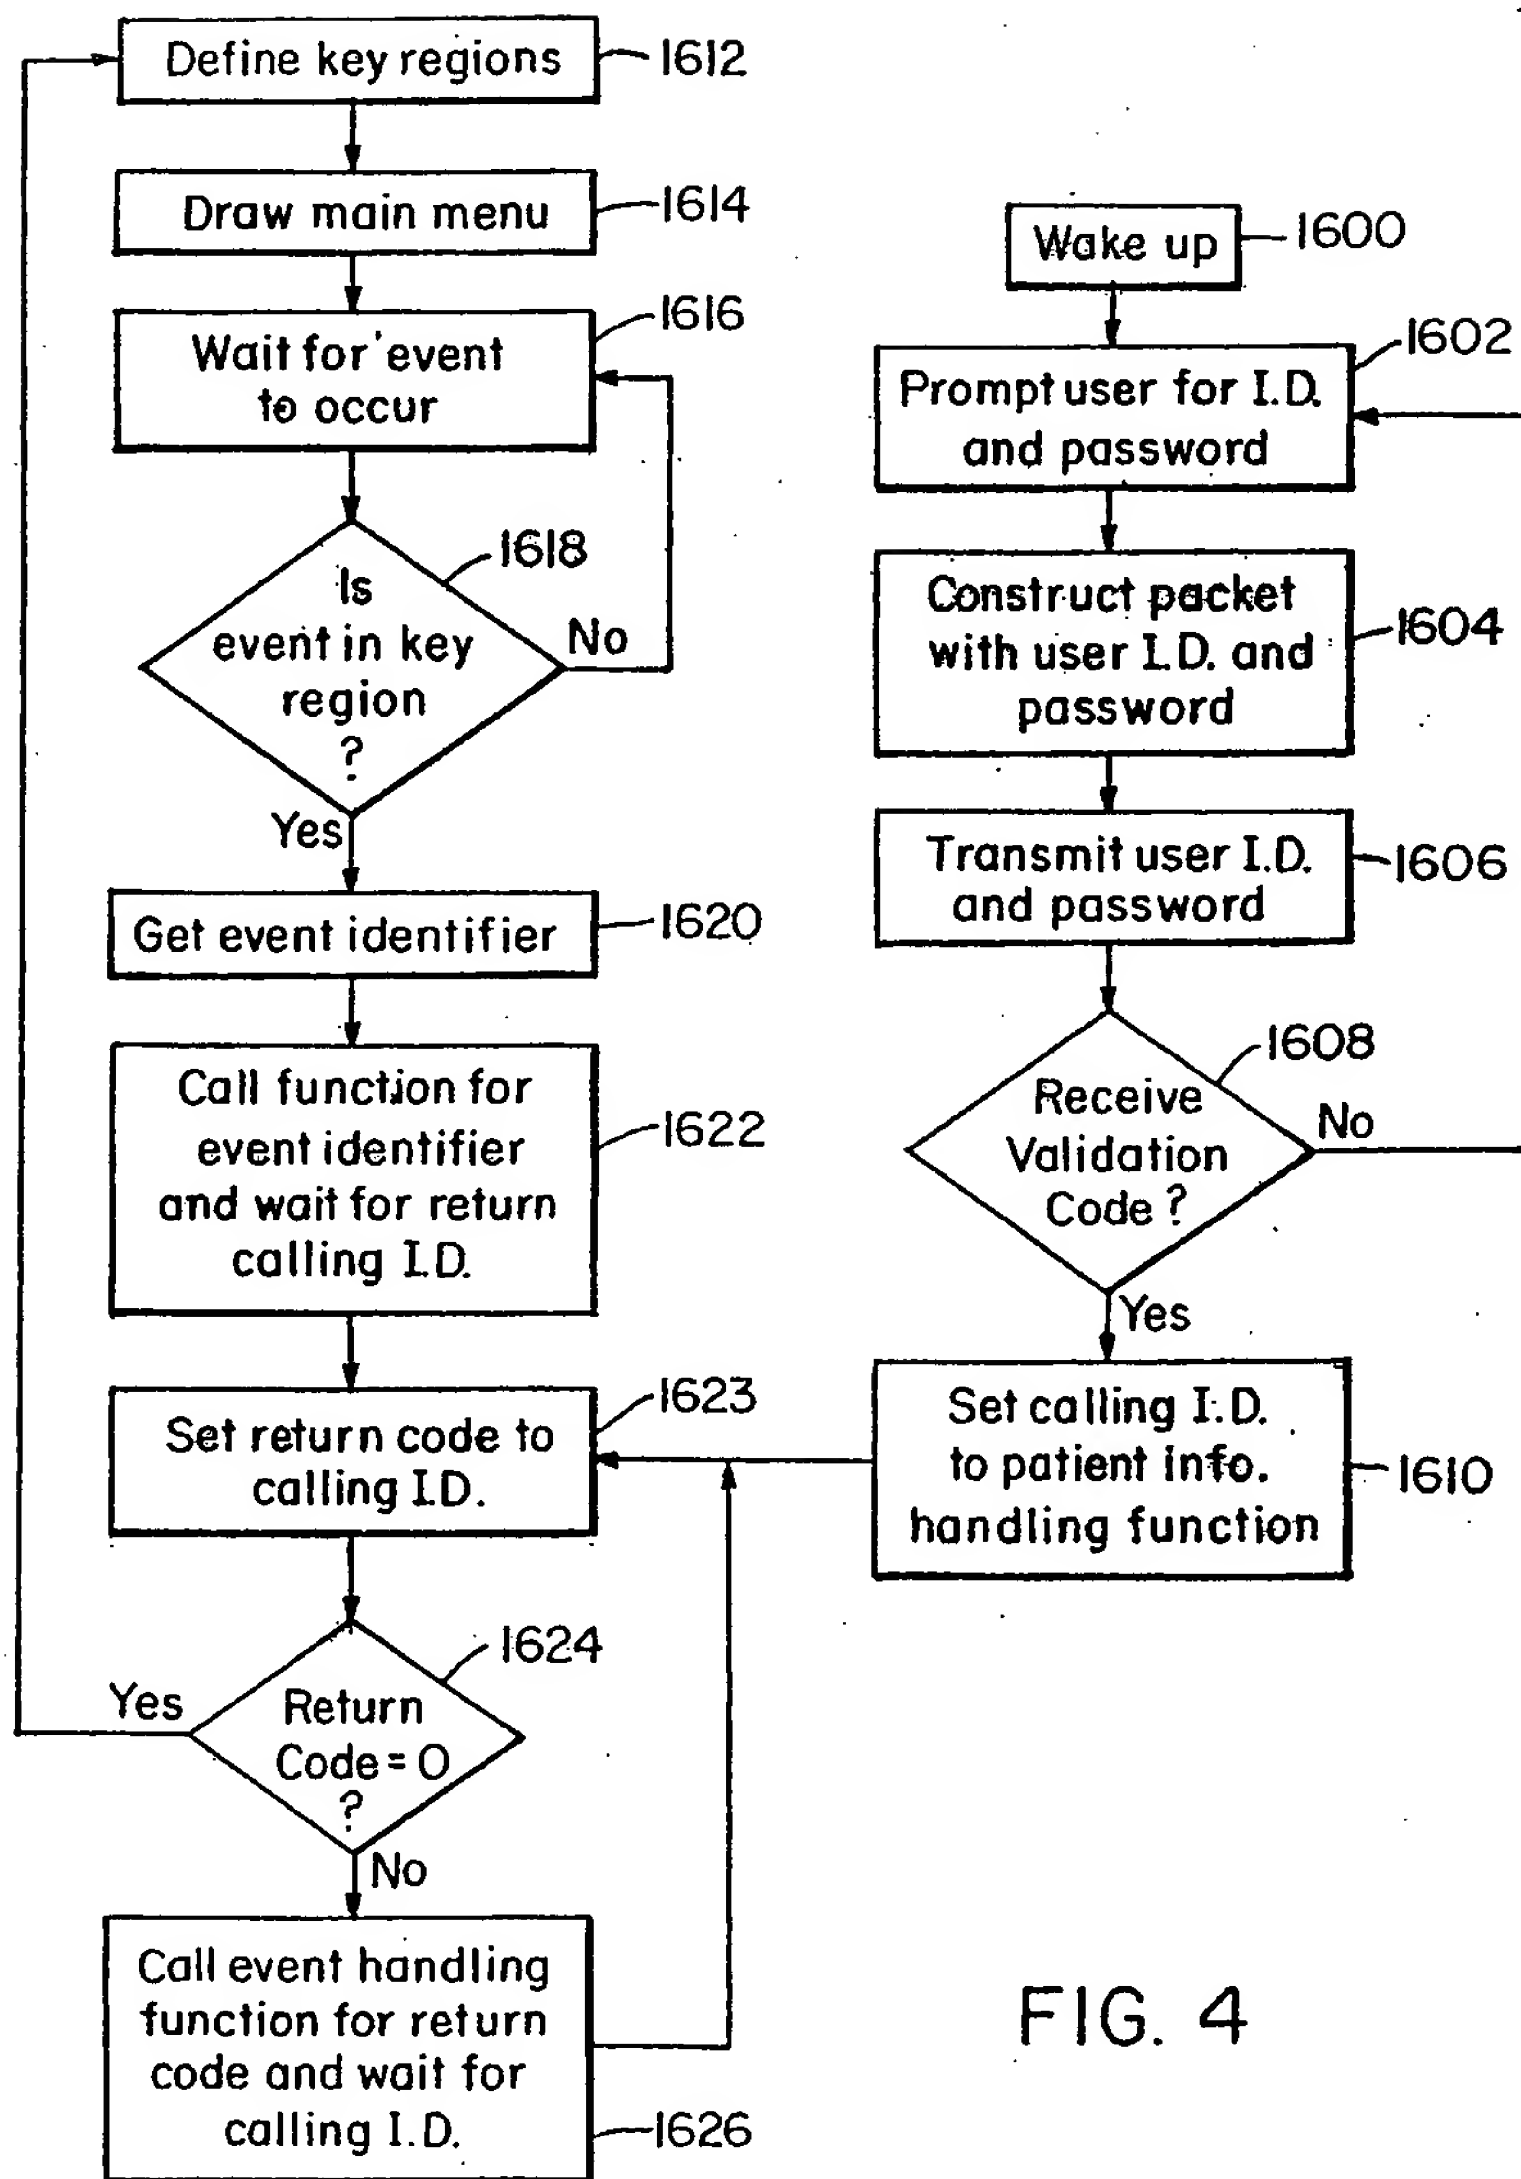 Define key regions
1612
Draw main menu
1614
Wait for event
to occur
1616
Is
event in key
region
?
1618
No
Yes
Get event identifier
1620
Call function for
event identifier
and wait for return
calling I.D.
1622
Set return code to
calling I.D.
1623
Return
Code = 0
?
1624
Yes
No
Call event handling
function for return
code and wait for
calling I.D.
1626
Wake up
1600
Prompt user for I.D.
and password
1602
Construct packet
with user I.D. and
password
1604
Transmit user I.D.
and password
1606
Receive
Validation
Code ?
1608
No
Yes
Set calling I.D.
to patient info.
handling function
1610
FIG. 4